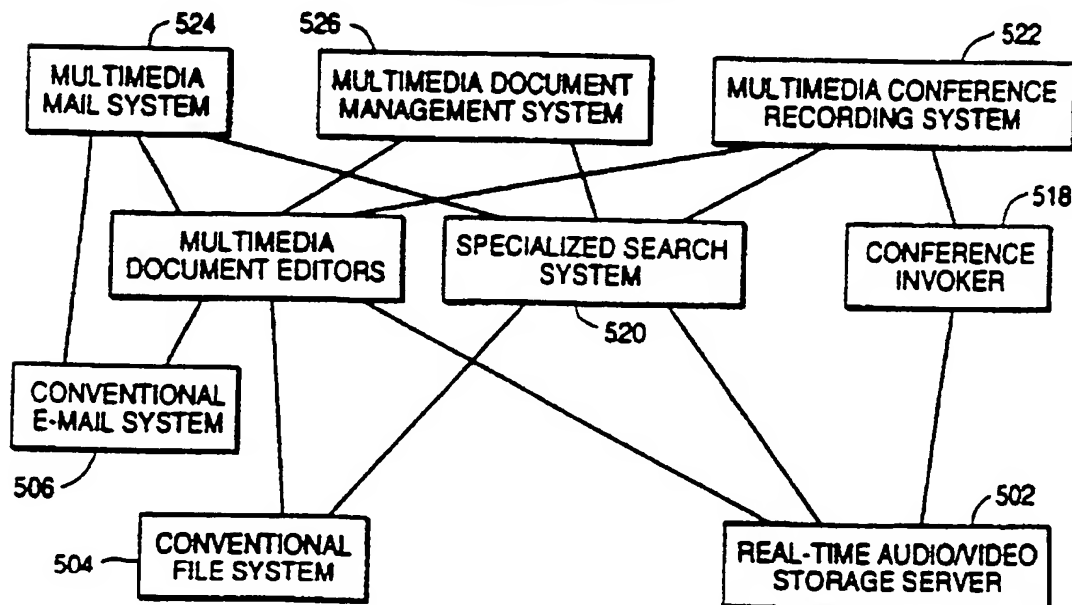 524
526
522
MULTIMEDIA
MAIL SYSTEM
MULTIMEDIA DOCUMENT
MANAGEMENT SYSTEM
MULTIMEDIA CONFERENCE
RECORDING SYSTEM
518
MULTIMEDIA
DOCUMENT EDITORS
SPECIALIZED SEARCH
SYSTEM
CONFERENCE
INVOKER
520
CONVENTIONAL
E-MAIL SYSTEM
506
502
504
CONVENTIONAL
FILE SYSTEM
REAL-TIME AUDIO/VIDEO
STORAGE SERVER